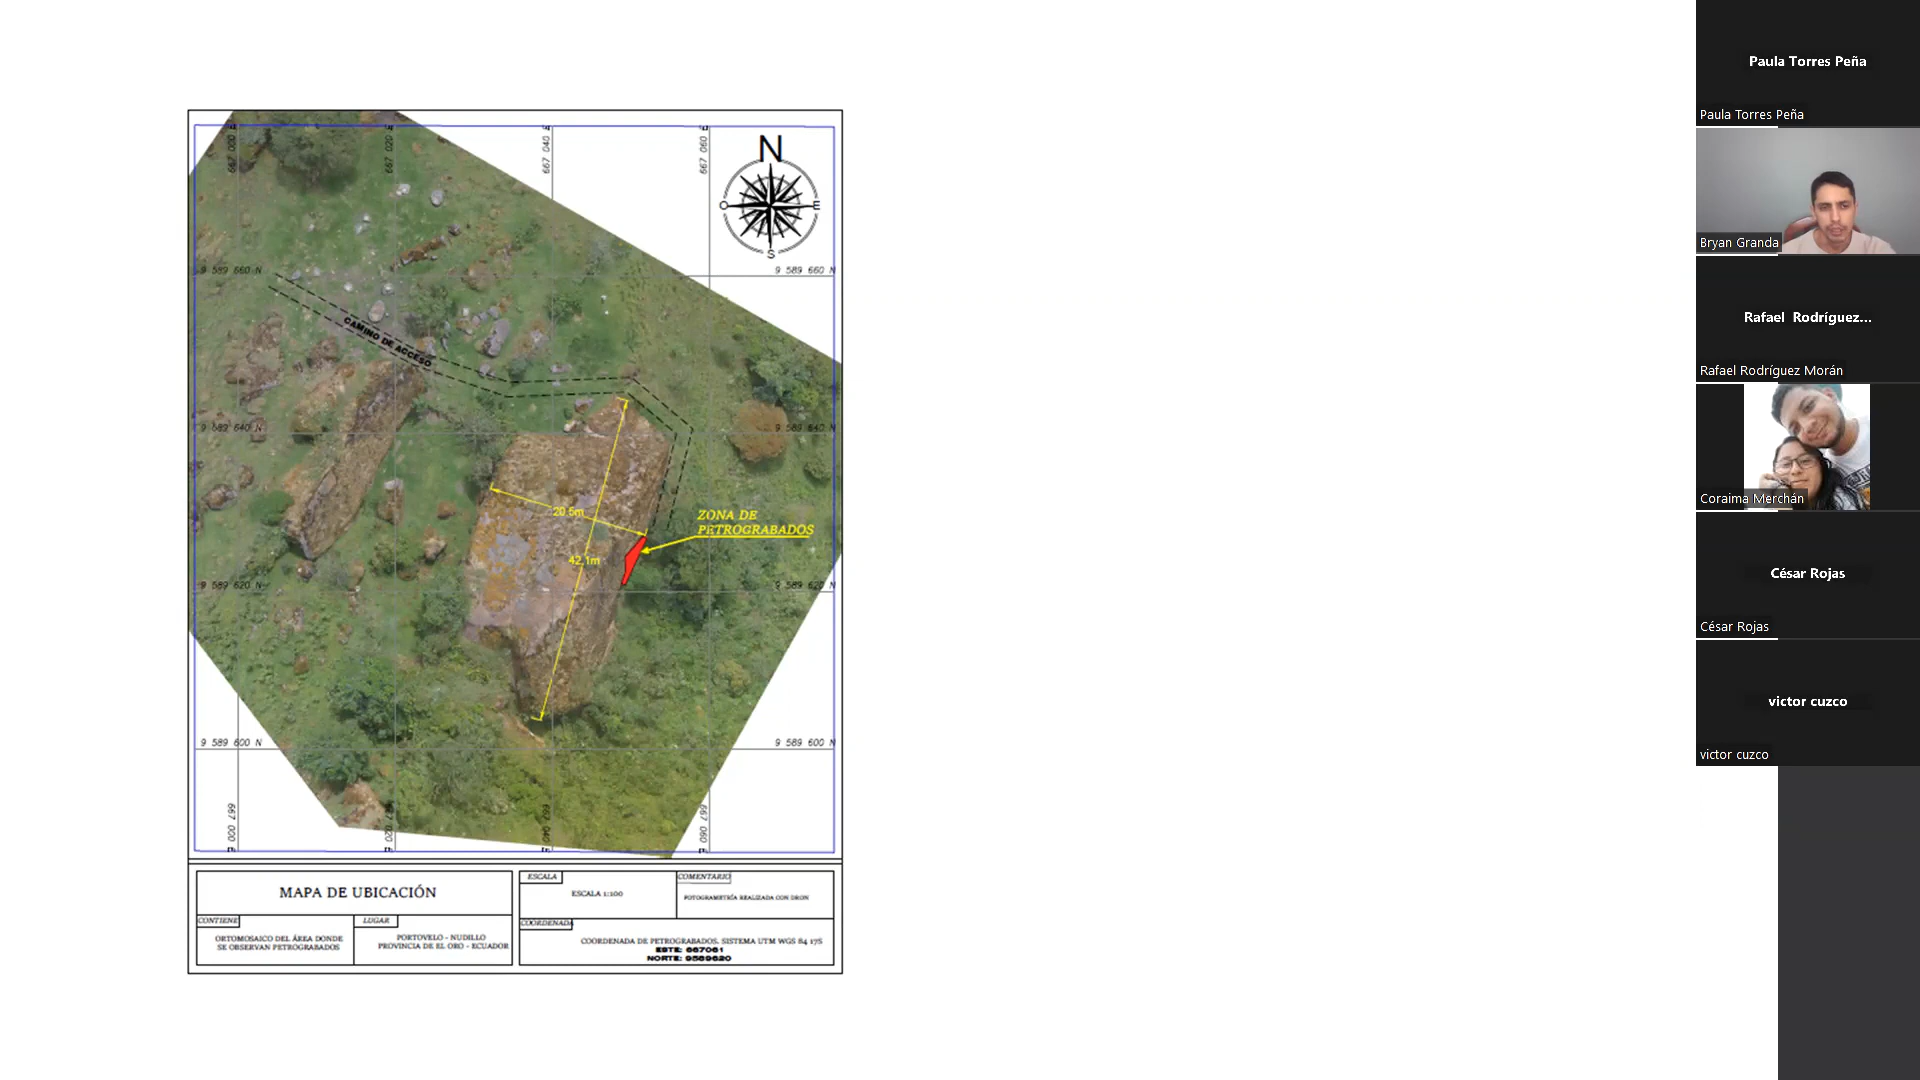 667 000 E
667 020 E
667 040 E
667 060 E
N
O
E
S
9 589 660 N
9 589 660 N
CAMINO DE ACCESO
9 589 640 N
9 589 640 N
20.5m
ZONA DE
PETROGRABADOS
42.1m
9 589 620 N
9 589 620 N
9 589 600 N
9 589 600 N
667 000 E
667 020 E
667 040 E
667 060 E
MAPA DE UBICACIÓN
CONTIENE
ORTOMOSAICO DEL ÁREA DONDE
SE OBSERVAN PETROGRABADOS
LUGAR
PORTOVELO - NUDILLO
PROVINCIA DE EL ORO - ECUADOR
ESCALA
ESCALA 1:100
COMENTARIO
FOTOGRAMETRÍA REALIZADA CON DRON
COORDENADA
COORDENADA DE PETROGRABADOS. SISTEMA UTM WGS 84 17S
ESTE: 667051
NORTE: 9589620
Paula Torres Peña
Paula Torres Peña
Bryan Granda
Rafael Rodríguez...
Rafael Rodríguez Morán
Coraima Merchán
César Rojas
César Rojas
victor cuzco
victor cuzco